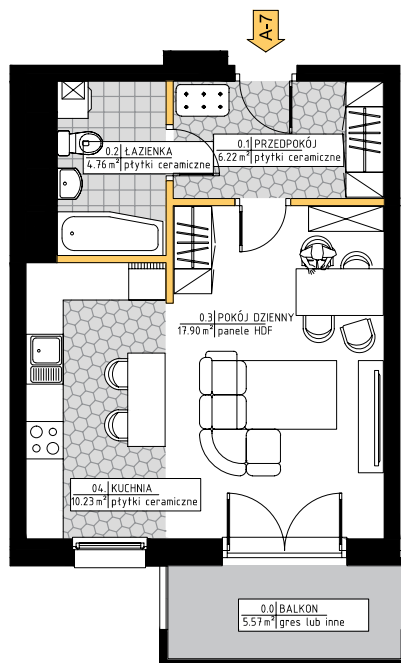 A-7
0.2 ŁAZIENKA
4.76 m² płytki ceramiczne
0.1 PRZEDPOKÓJ
6.22 m² płytki ceramiczne
0.3 POKÓJ DZIENNY
17.90 m² panele HDF
04. KUCHNIA
10.23 m² płytki ceramiczne
0.0 BALKON
5.57 m² gres lub inne